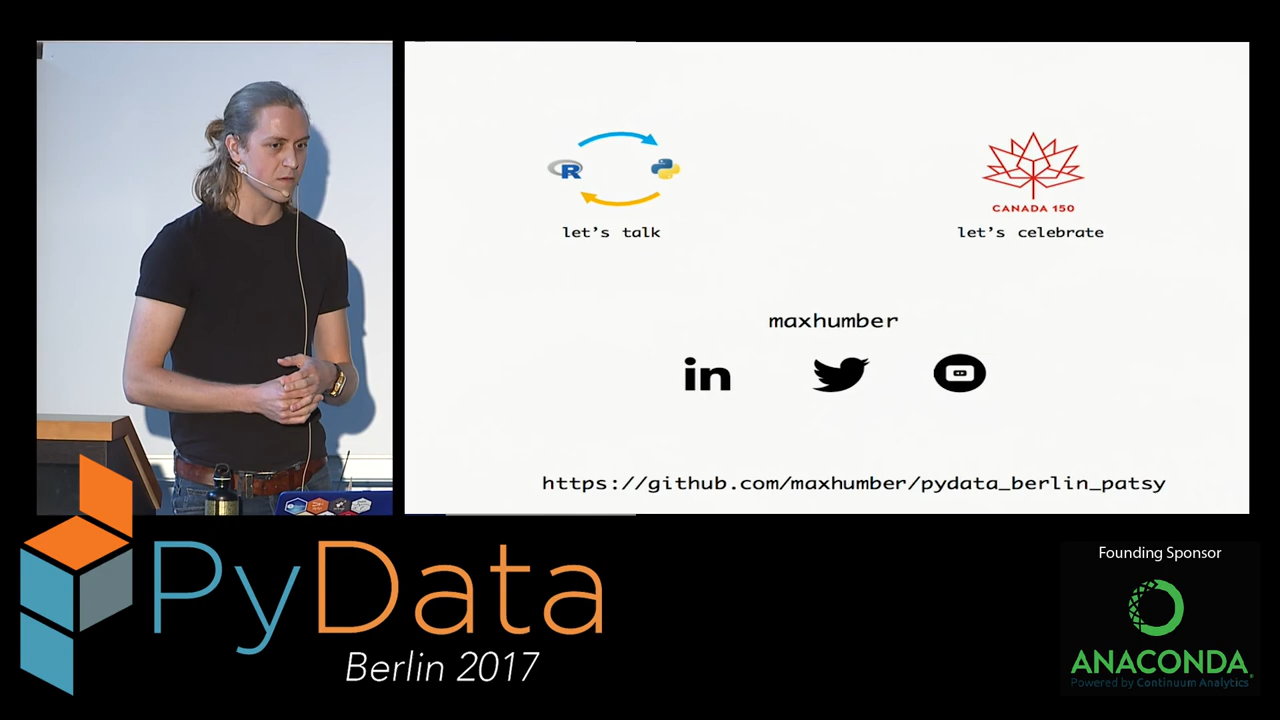 R
let's talk
CANADA 150
let's celebrate
maxhumber
in
https://github.com/maxhumber/pydata_berlin_patsy
PyData
Berlin 2017
Founding Sponsor
ANACONDA
Powered by Continuum Analytics